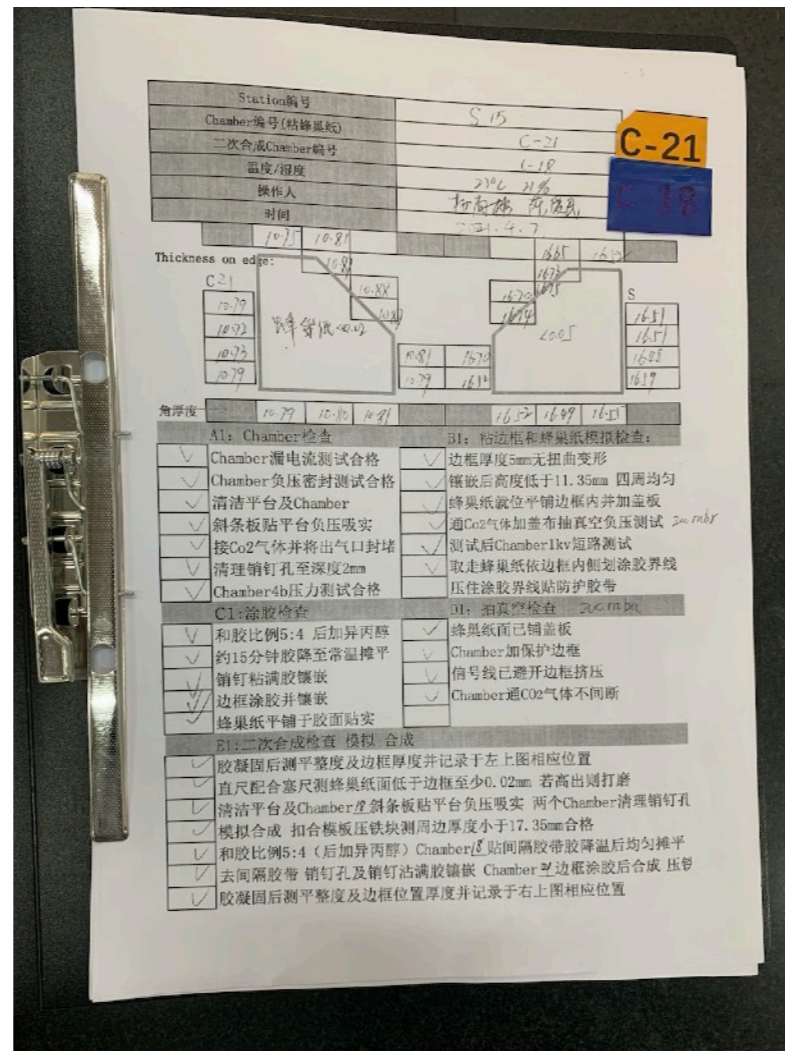 Station编号 S 15
Chamber编号(粘蜂巢纸) C-21
二次合成Chamber编号 C-18
温度/湿度 23°C 21%
操作人
时间 2021.4.7
C-21
C 18
10.75 10.81 16.65
Thickness on edge:
C21
10.79
10.73
10.79
<0.05
S
16.51
16.51
16.48
16.59
10.81 16.70
10.79
角厚度 10.79 10.80 10.81 16.52 16.49 16.51
A1: Chamber检查
Chamber漏电流测试合格
Chamber负压密封测试合格
清洁平台及Chamber
斜条板贴平台负压吸实
接Co2气体并将出气口封堵
清理销钉孔至深度2mm
Chamber4b压力测试合格
B1: 粘边框和蜂巢纸模拟检查:
边框厚度5mm无扭曲变形
镶嵌后高度低于11.35mm 四周均匀
蜂巢纸就位平铺边框内并加盖板
通Co2气体加盖布抽真空负压测试 200mbr
测试后Chamber1kv短路测试
取走蜂巢纸依边框内侧划涂胶界线
压住涂胶界线贴防护胶带
C1:涂胶检查
和胶比例5:4 后加异丙醇
约15分钟胶降至常温摊平
销钉粘满胶镶嵌
边框涂胶并镶嵌
蜂巢纸平铺于胶面贴实
D1: 抽真空检查 200mbr
蜂巢纸面已铺盖板
Chamber加保护边框
信号线已避开边框挤压
Chamber通CO2气体不间断
E1:二次合成检查 模拟 合成
胶凝固后测平整度及边框厚度并记录于左上图相应位置
直尺配合塞尺测蜂巢纸面低于边框至少0.02mm 若高出则打磨
清洁平台及Chamber18斜条板贴平台负压吸实 两个Chamber清理销钉孔
模拟合成 扣合模板压铁块测周边厚度小于17.35mm合格
和胶比例5:4（后加异丙醇）Chamber18贴间隔胶带胶降温后均匀摊平
去间隔胶带 销钉孔及销钉沾满胶镶嵌 Chamber21边框涂胶后合成 压铁
胶凝固后测平整度及边框位置厚度并记录于右上图相应位置